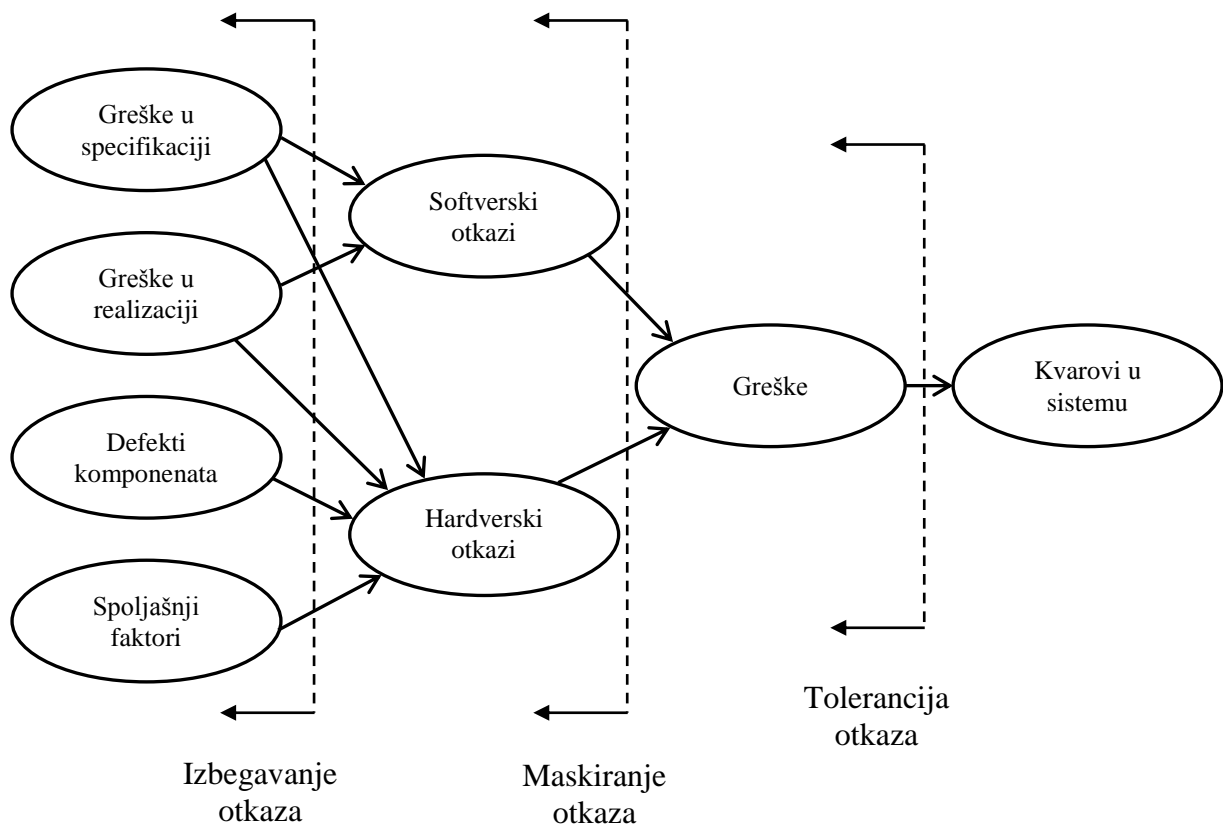 Greške u
specifikaciji
Softverski
otkazi
Greške u
realizaciji
Greške
Kvarovi u
sistemu
Defekti
komponenata
Hardverski
otkazi
Spoljašnji
faktori
Tolerancija
otkaza
Izbegavanje
otkaza
Maskiranje
otkaza